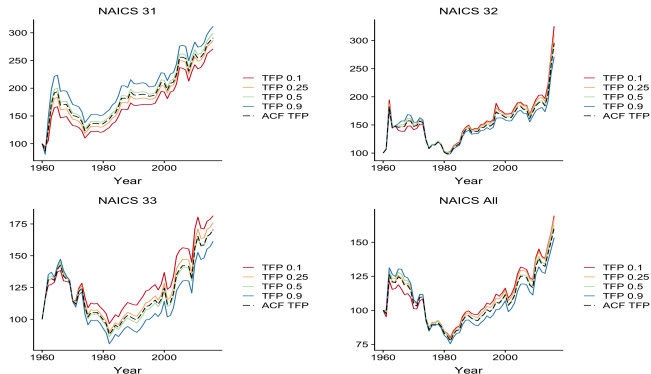 NAICS 31
300
250
200
150
100
1960
1980
2000
Year
TFP 0.1
TFP 0.25
TFP 0.5
TFP 0.9
ACF TFP
NAICS 32
300
250
200
150
100
1960
1980
2000
Year
TFP 0.1
TFP 0.25
TFP 0.5
TFP 0.9
ACF TFP
NAICS 33
175
150
125
100
1960
1980
2000
Year
TFP 0.1
TFP 0.25
TFP 0.5
TFP 0.9
ACF TFP
NAICS All
150
125
100
75
1960
1980
2000
Year
TFP 0.1
TFP 0.25
TFP 0.5
TFP 0.9
ACF TFP